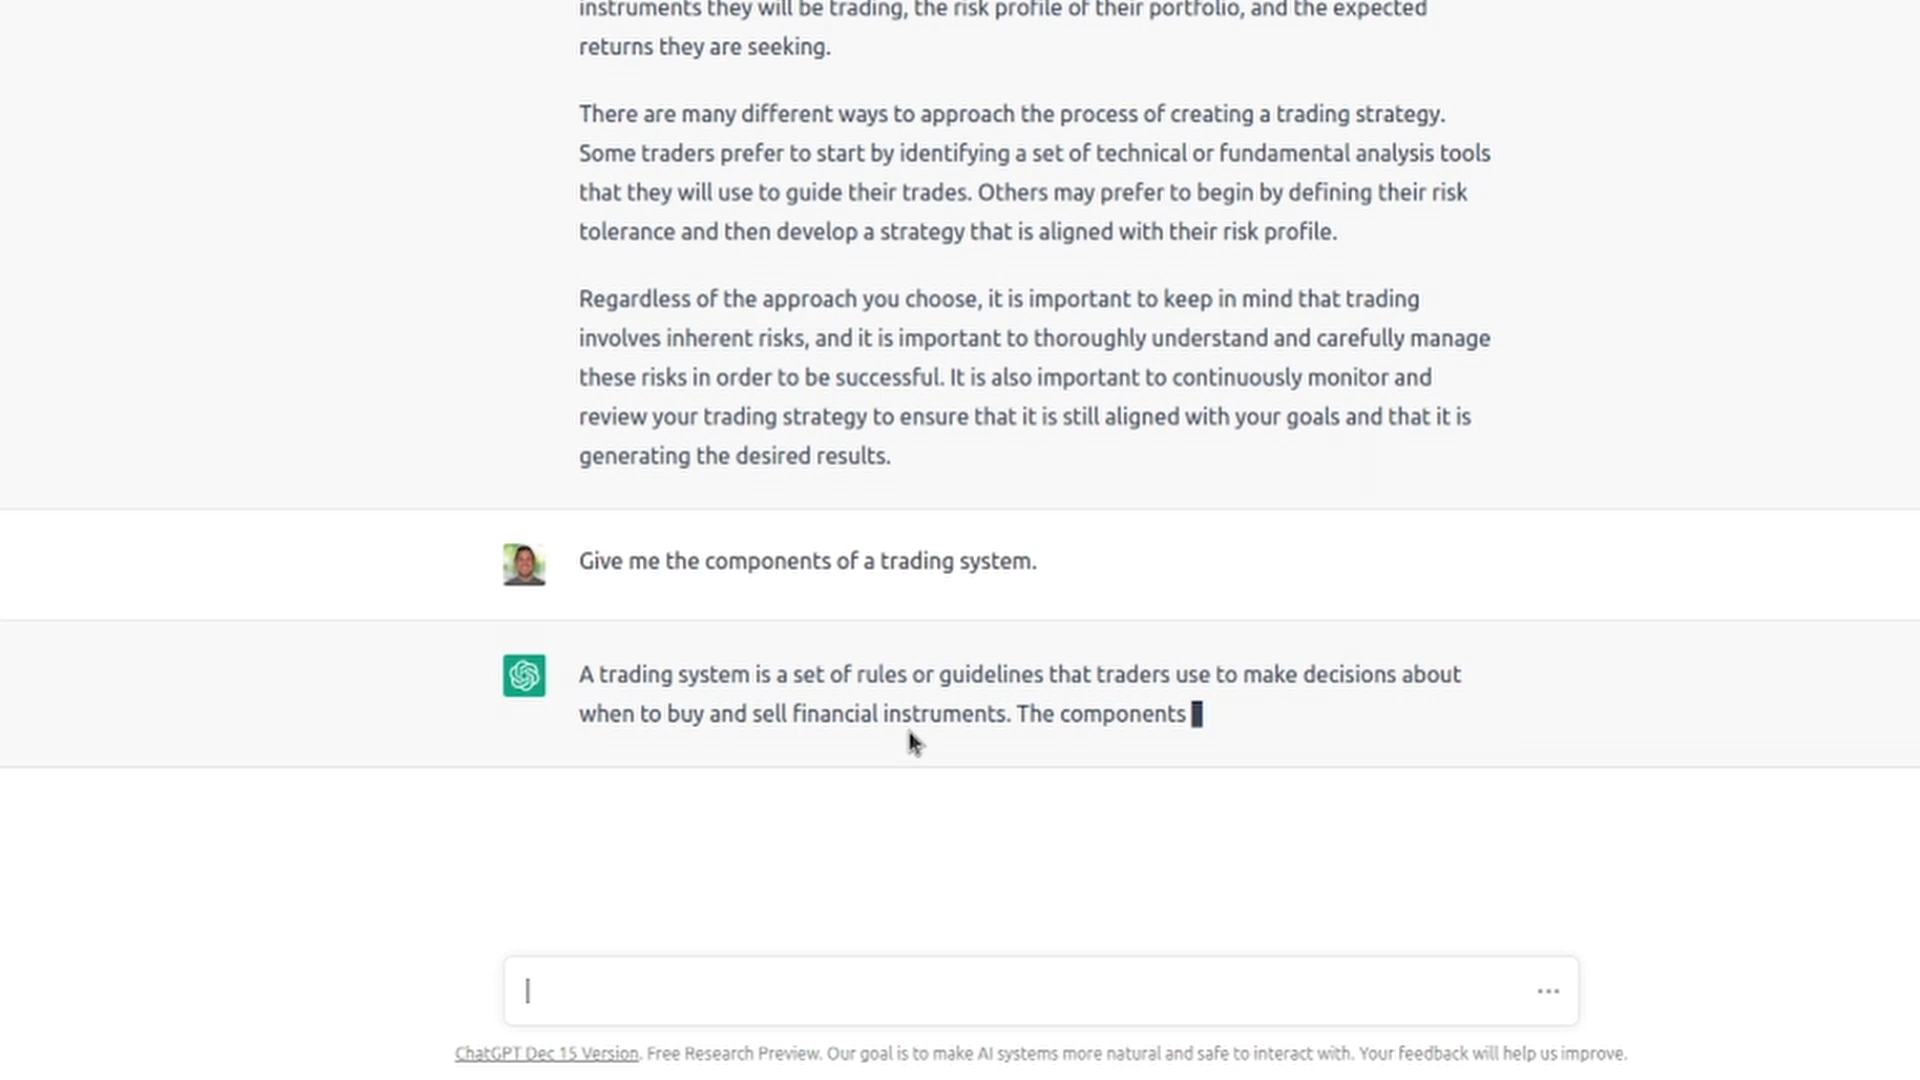 instruments they will be trading, the risk profile of their portfolio, and the expected
returns they are seeking.
There are many different ways to approach the process of creating a trading strategy.
Some traders prefer to start by identifying a set of technical or fundamental analysis tools
that they will use to guide their trades. Others may prefer to begin by defining their risk
tolerance and then develop a strategy that is aligned with their risk profile.
Regardless of the approach you choose, it is important to keep in mind that trading
involves inherent risks, and it is important to thoroughly understand and carefully manage
these risks in order to be successful. It is also important to continuously monitor and
review your trading strategy to ensure that it is still aligned with your goals and that it is
generating the desired results.
Give me the components of a trading system.
A trading system is a set of rules or guidelines that traders use to make decisions about
when to buy and sell financial instruments. The components
ChatGPT Dec 15 Version. Free Research Preview. Our goal is to make AI systems more natural and safe to interact with. Your feedback will help us improve.